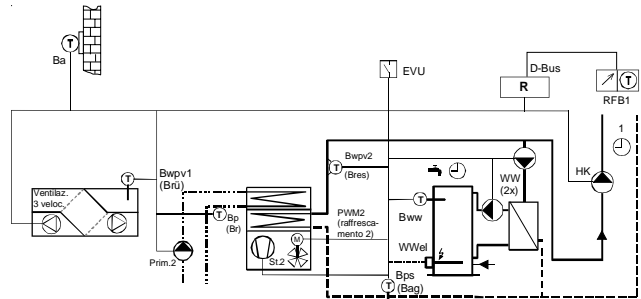 T
Ba
EVU
D-Bus
R
T
RFB1
1
Ventilaz.
3 veloc.
T
Bwpv1
(Brü)
T
Bp
(Br)
Prim.2
T
Bwpv2
(Bres)
PWM2
(raffresca-
mento 2)
M
St.2
T
Bww
WWel
Bps
(Bag)
T
WW
(2x)
HK